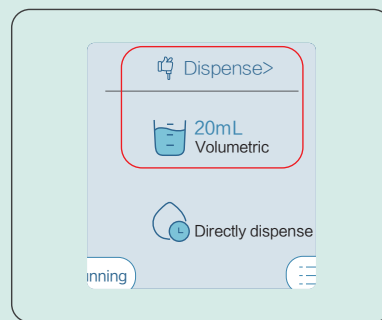 Dispense>
20mL
Volumetric
Directly dispense
nning